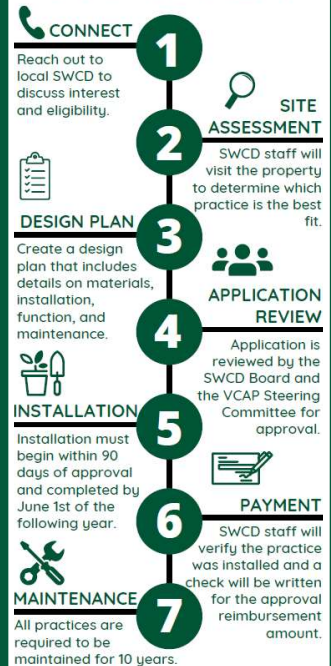 CONNECT
1
Reach out to
local SWCD to
discuss interest
and eligibility.
SITE
ASSESSMENT
2
SWCD staff will
visit the property
to determine which
practice is the best
fit.
DESIGN PLAN
3
Create a design
plan that includes
details on materials,
installation,
function, and
maintenance.
APPLICATION
REVIEW
4
Application is
reviewed by the
SWCD Board and
the VCAP Steering
Committee for
approval.
INSTALLATION
5
Installation must
begin within 90
days of approval
and completed by
June 1st of the
following year.
PAYMENT
6
SWCD staff will
verify the practice
was installed and a
check will be written
for the approval
reimbursement
amount.
MAINTENANCE
7
All practices are
required to be
maintained for 10 years.